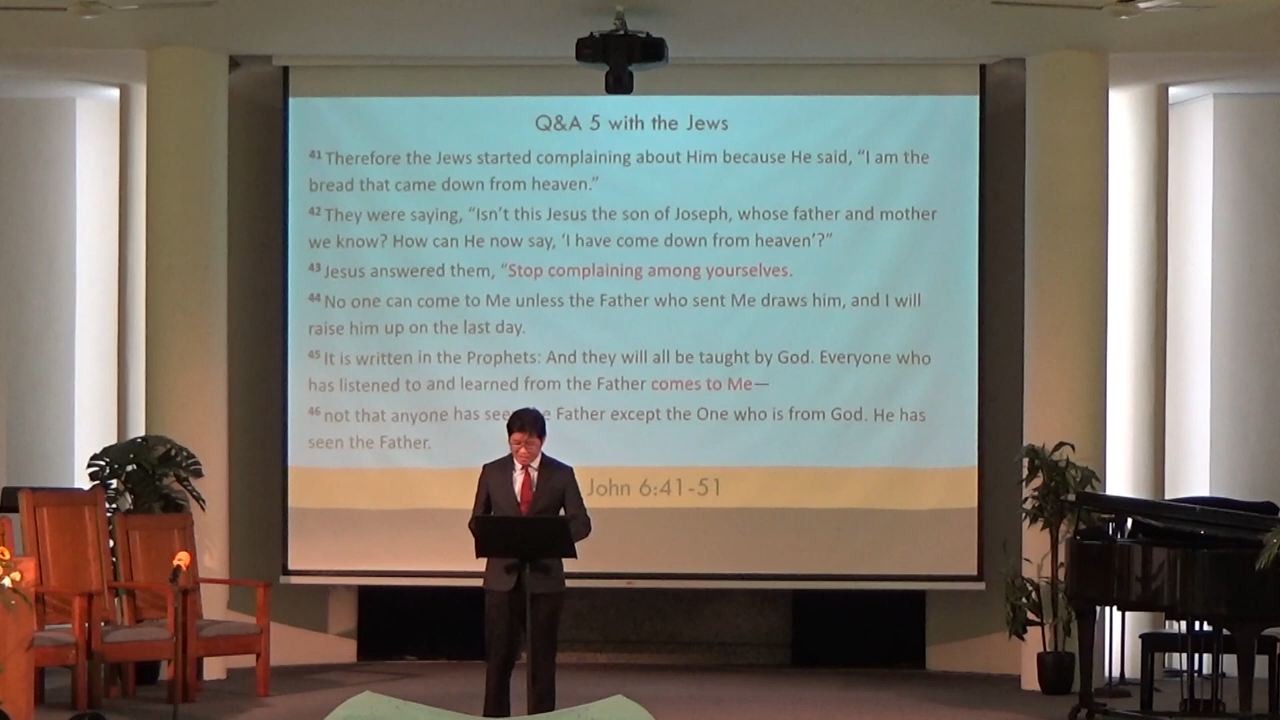 Q&A 5 with the Jews
41 Therefore the Jews started complaining about Him because He said, “I am the
bread that came down from heaven.”
42 They were saying, “Isn’t this Jesus the son of Joseph, whose father and mother
we know? How can He now say, ‘I have come down from heaven’?”
43 Jesus answered them, “Stop complaining among yourselves.
44 No one can come to Me unless the Father who sent Me draws him, and I will
raise him up on the last day.
45 It is written in the Prophets: And they will all be taught by God. Everyone who
has listened to and learned from the Father comes to Me—
46 not that anyone has seen Father except the One who is from God. He has
seen the Father.
John 6:41-51